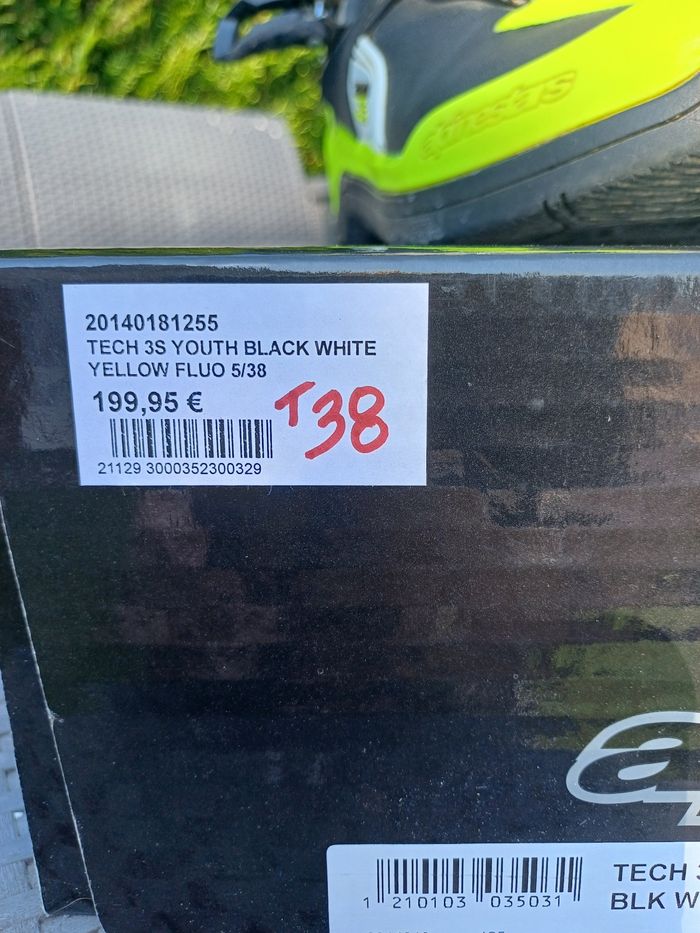 alpinestars
20140181255
TECH 3S YOUTH BLACK WHITE
YELLOW FLUO 5/38
199,95 €
T38
21129 3000352300329
a
1 210103 035031
TECH
BLK W